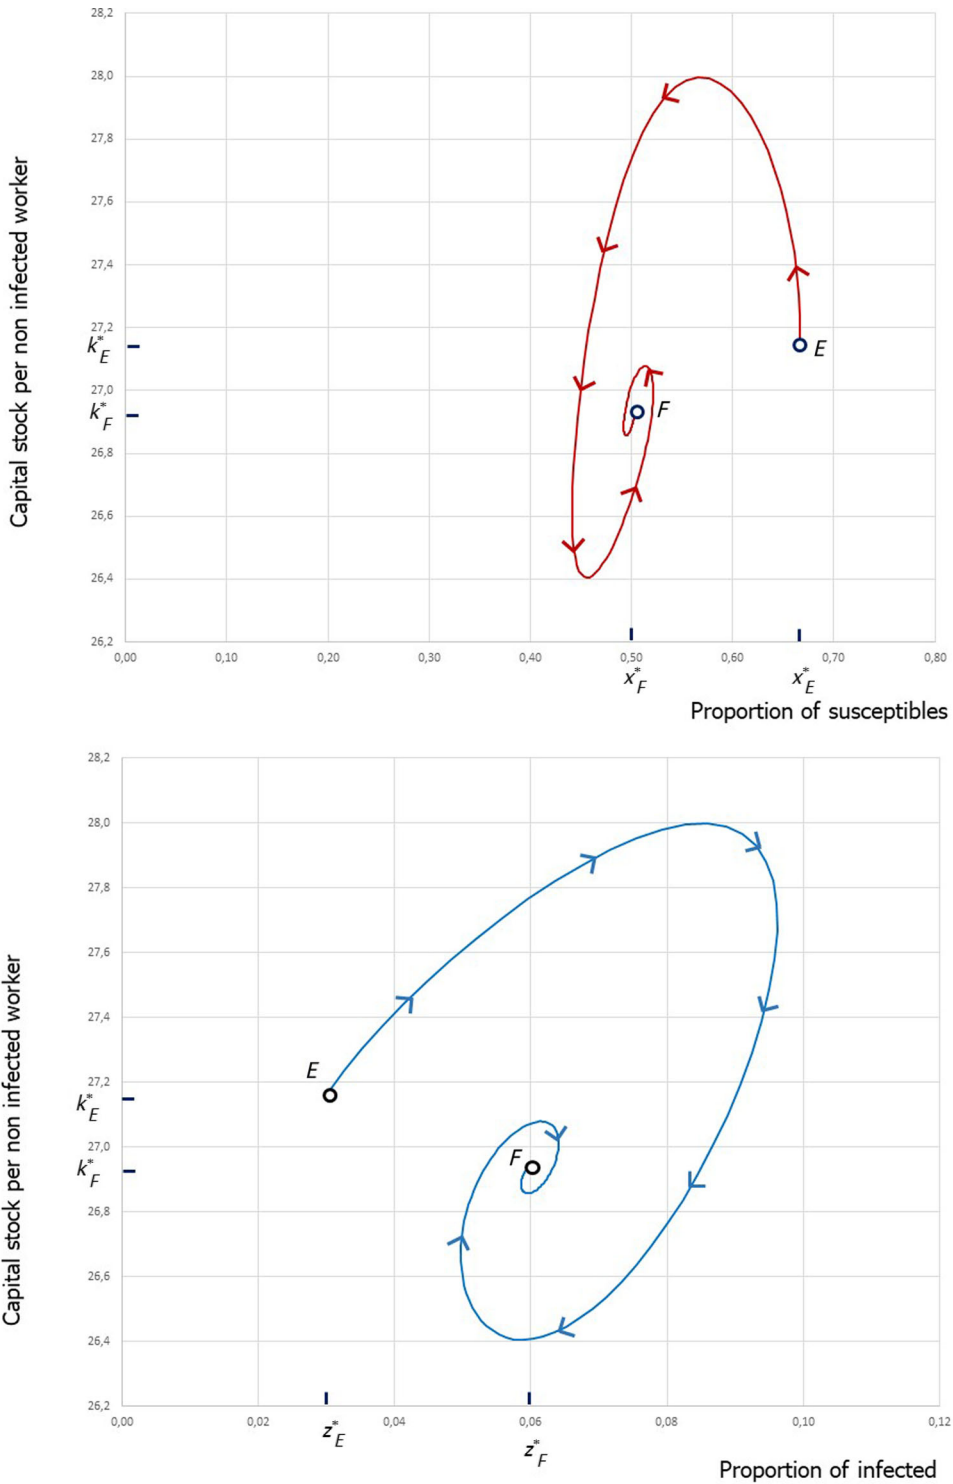 Capital stock per non infected worker
28,2
28,0
27,8
27,6
27,4
27,2
k*E
27,0
k*F
26,8
26,6
26,4
26,2
E
F
0,00 0,10 0,20 0,30 0,40 0,50 0,60 0,70 0,80
x*F x*E
Proportion of susceptibles
Capital stock per non infected worker
28,2
28,0
27,8
27,6
27,4
27,2
k*E
27,0
k*F
26,8
26,6
26,4
26,2
E
F
0,00 0,02 0,04 0,06 0,08 0,10 0,12
z*E z*F
Proportion of infected